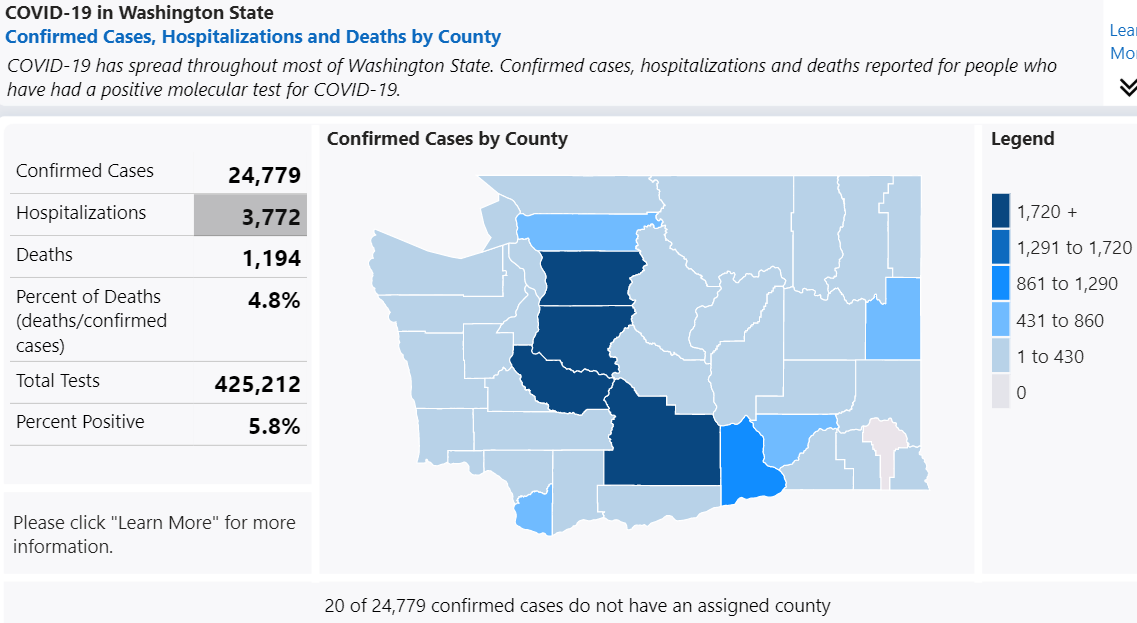 COVID-19 in Washington State
Confirmed Cases, Hospitalizations and Deaths by County
COVID-19 has spread throughout most of Washington State. Confirmed cases, hospitalizations and deaths reported for people who
have had a positive molecular test for COVID-19.
Confirmed Cases 24,779
Hospitalizations 3,772
Deaths 1,194
Percent of Deaths 4.8%
(deaths/confirmed
cases)
Total Tests 425,212
Percent Positive 5.8%
Please click "Learn More" for more
information.
Confirmed Cases by County
Legend
1,720 +
1,291 to 1,720
861 to 1,290
431 to 860
1 to 430
0
20 of 24,779 confirmed cases do not have an assigned county